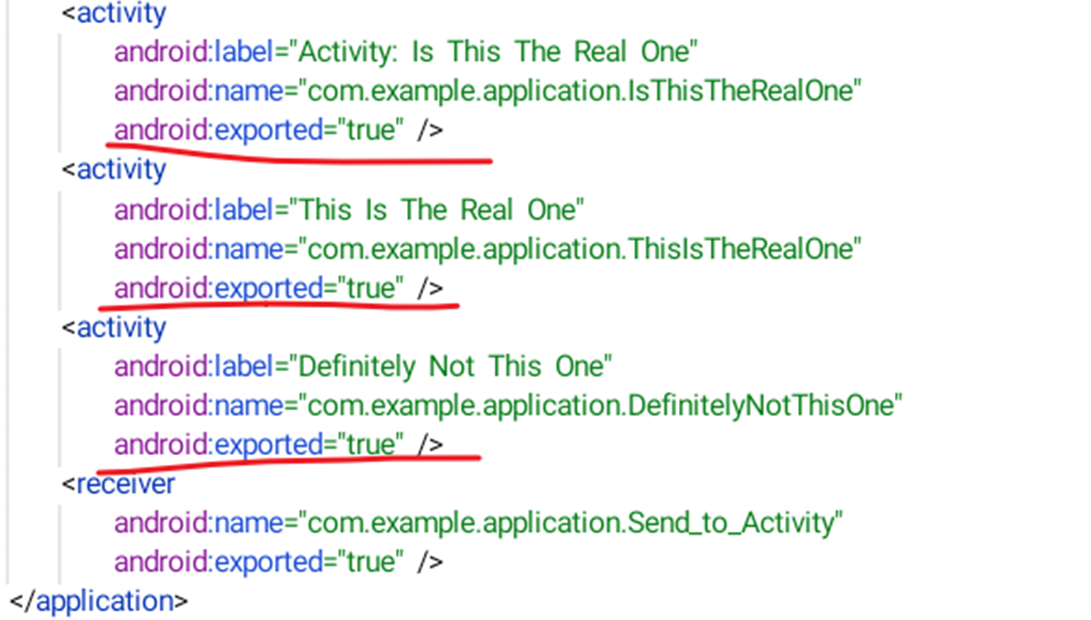 <activity
android:label="Activity: Is This The Real One"
android:name="com.example.application.IsThisTheRealOne"
android:exported="true" />
<activity
android:label="This Is The Real One"
android:name="com.example.application.ThisIsTheRealOne"
android:exported="true" />
<activity
android:label="Definitely Not This One"
android:name="com.example.application.DefinitelyNotThisOne"
android:exported="true" />
<receiver
android:name="com.example.application.Send_to_Activity"
android:exported="true" />
</application>